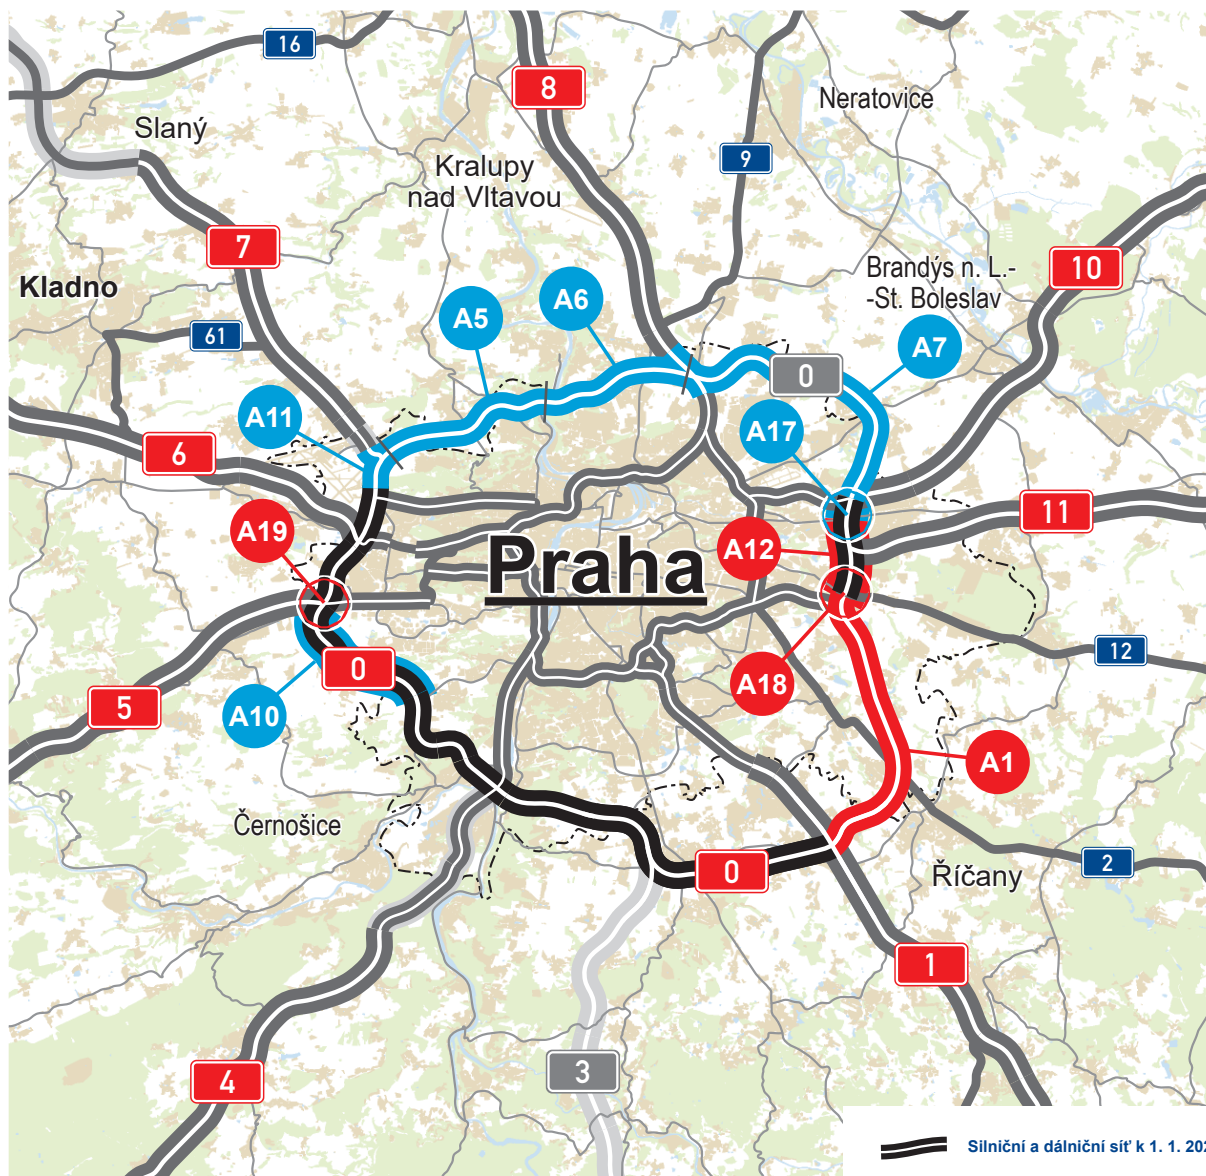 16
8
Neratovice
Slaný
9
Kralupy
nad Vltavou
7
10
Brandýs n. L.-
-St. Boleslav
Kladno
A6
A5
61
A7
0
A11
A17
6
11
A19
A12
Praha
12
0
A18
5
A10
A1
Černošice
2
0
Říčany
1
3
4
Silniční a dálniční síť k 1. 1. 202